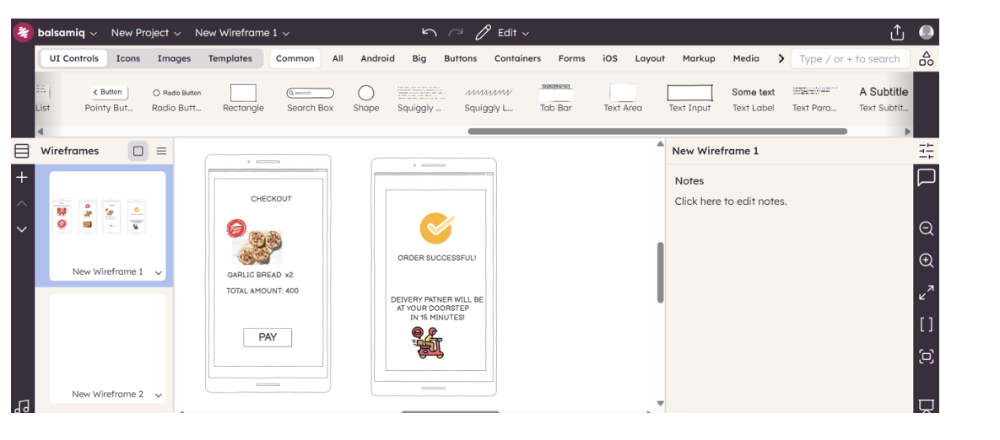 balsamiq New Project New Wireframe 1 Edit
UI Controls Icons Images Templates Common All Android Big Buttons Containers Forms iOS Layout Markup Media Type / or + to search
Button Radio Button search Some text A Subtitle
List Pointy But... Radio Butt... Rectangle Search Box Shape Squiggly ... Squiggly L... Tab Bar Text Area Text Input Text Label Text Para... Text Subtit...
Wireframes
New Wireframe 1
New Wireframe 2
CHECKOUT
GARLIC BREAD x2
TOTAL AMOUNT: 400
PAY
ORDER SUCCESSFUL!
DEIVERY PATNER WILL BE
AT YOUR DOORSTEP
IN 15 MINUTES!
New Wireframe 1
Notes
Click here to edit notes.